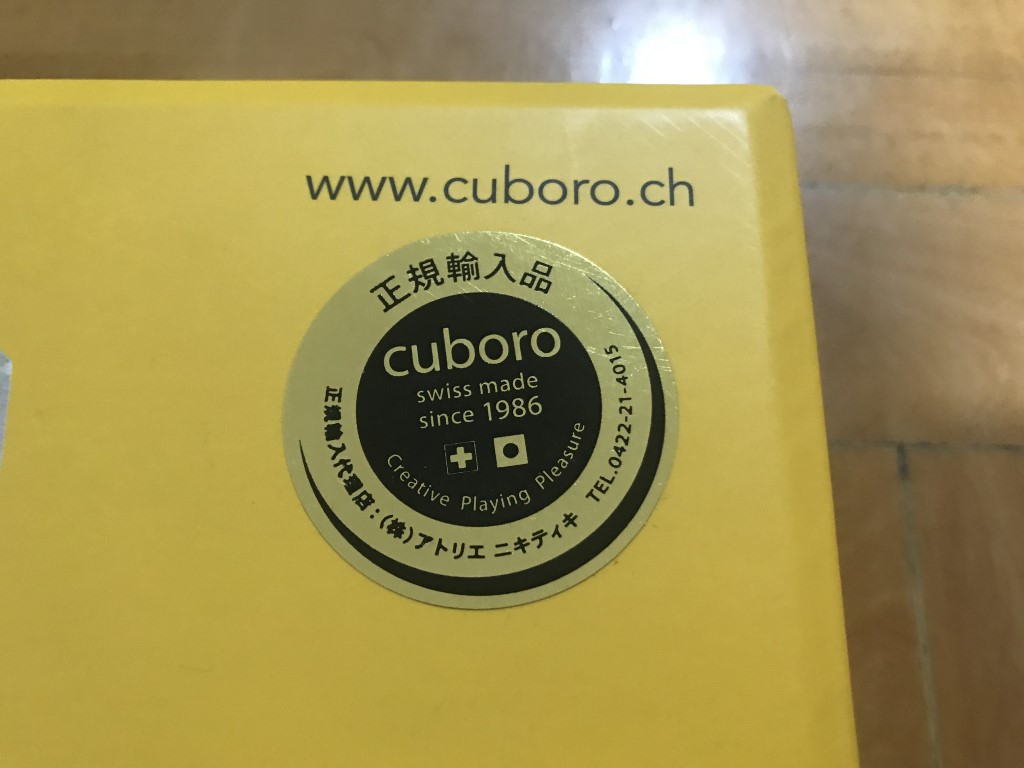 www.cuboro.ch
正規輸入品
cuboro
swiss made
since 1986
Creative Playing Pleasure
正規輸入代理店:(株)アトリエ ニキティキ TEL.0422-21-4015